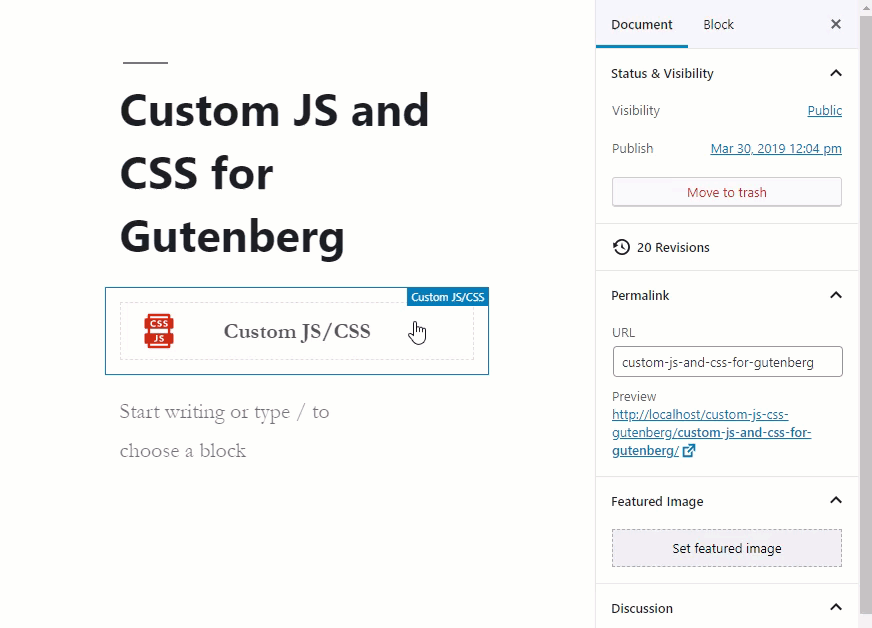 Custom JS and
CSS for
Gutenberg
Custom JS/CSS
CSS
JS
Custom JS/CSS
Start writing or type / to
choose a block
Document Block
Status & Visibility
Visibility Public
Publish Mar 30, 2019 12:04 pm
Move to trash
20 Revisions
Permalink
URL
custom-js-and-css-for-gutenberg
Preview
http://localhost/custom-js-css-
gutenberg/custom-js-and-css-for-
gutenberg/
Featured Image
Set featured image
Discussion